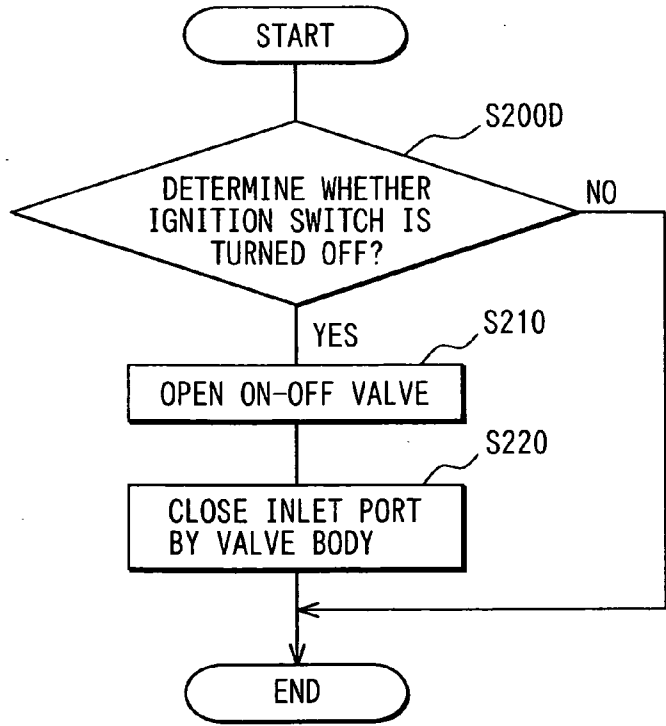 START
S200D
DETERMINE WHETHER
IGNITION SWITCH IS
TURNED OFF?
NO
YES
S210
OPEN ON-OFF VALVE
S220
CLOSE INLET PORT
BY VALVE BODY
END